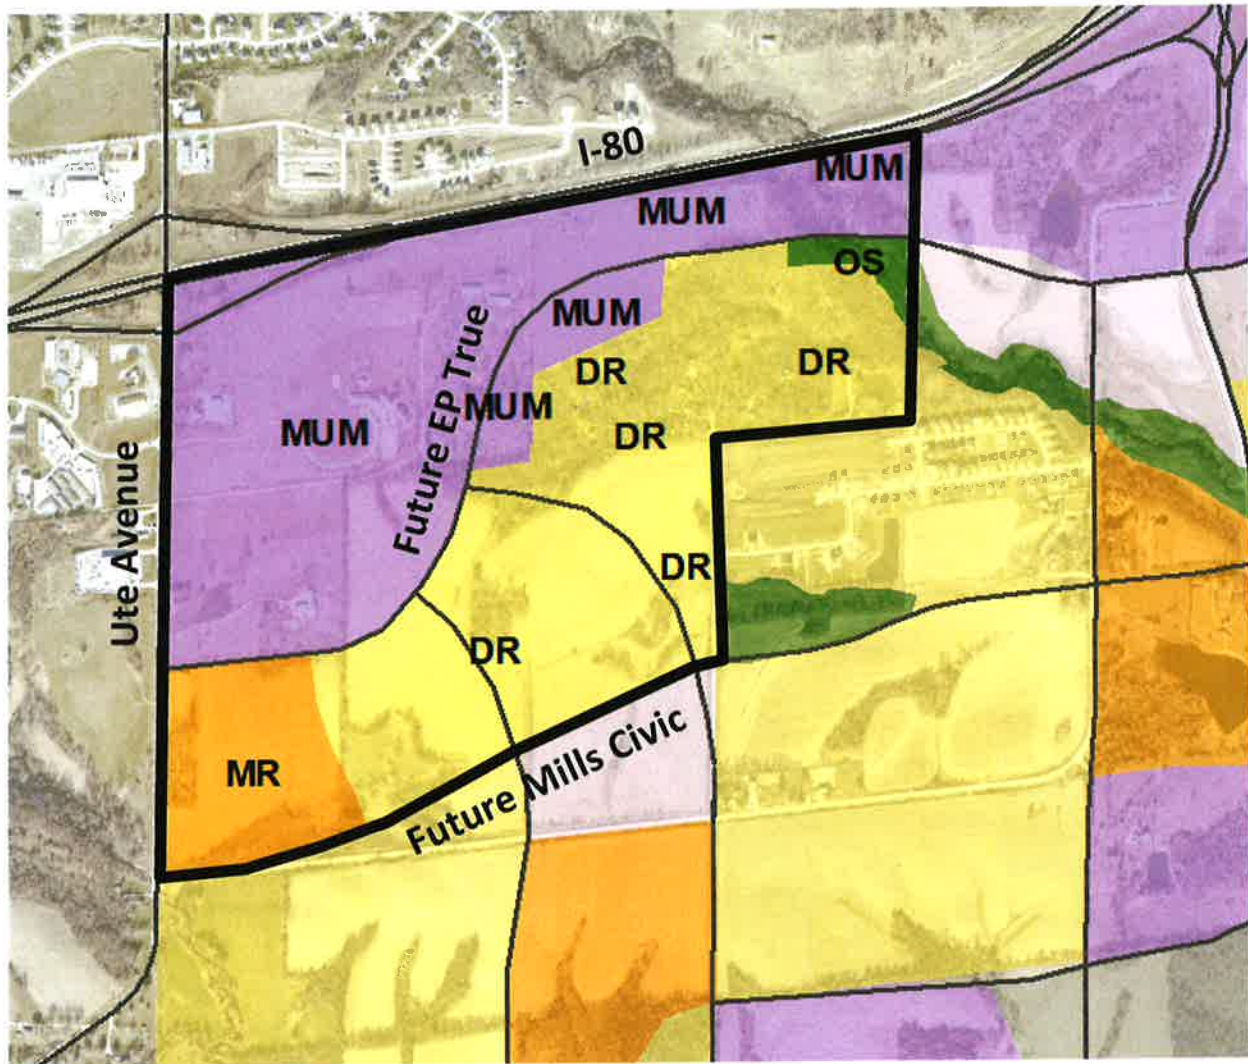 I-80
MUM
MUM
OS
MUM
DR
DR
MUM
DR
MUM
Future EP True
DR
Ute Avenue
DR
MR
Future Mills Civic